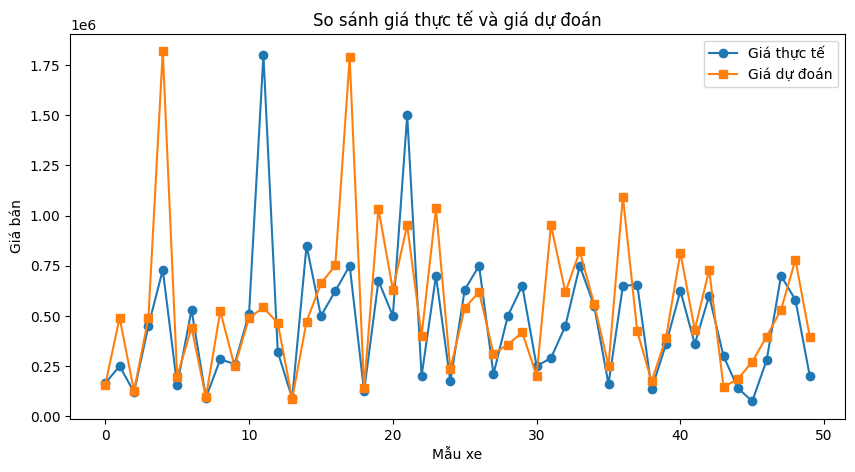 So sánh giá thực tế và giá dự đoán
1e6
Giá thực tế
Giá dự đoán
1.75
1.50
1.25
1.00
0.75
0.50
0.25
0.00
Giá bán
0 10 20 30 40 50
Mẫu xe